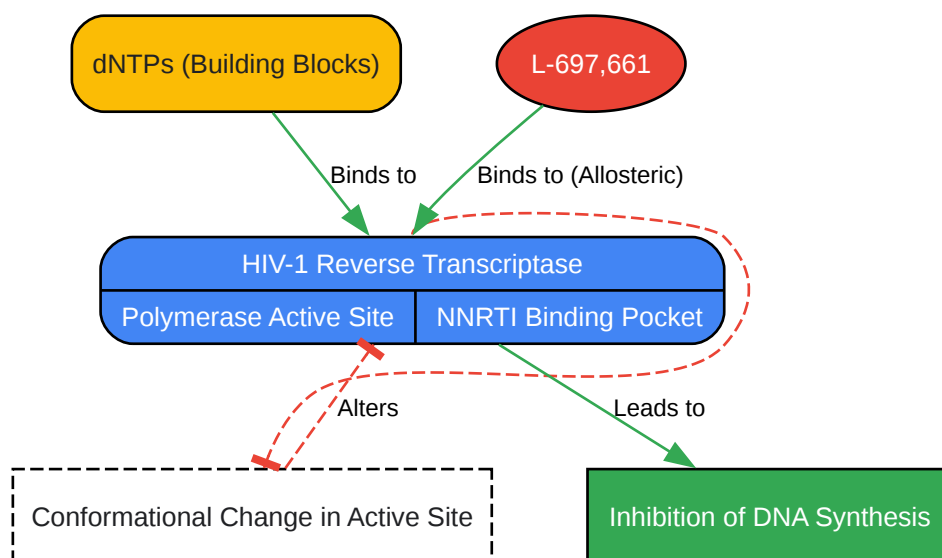 dNTPs (Building Blocks)
L-697,661
Binds to
Binds to (Allosteric)
HIV-1 Reverse Transcriptase
Polymerase Active Site
NNRTI Binding Pocket
Alters
Leads to
Conformational Change in Active Site
Inhibition of DNA Synthesis